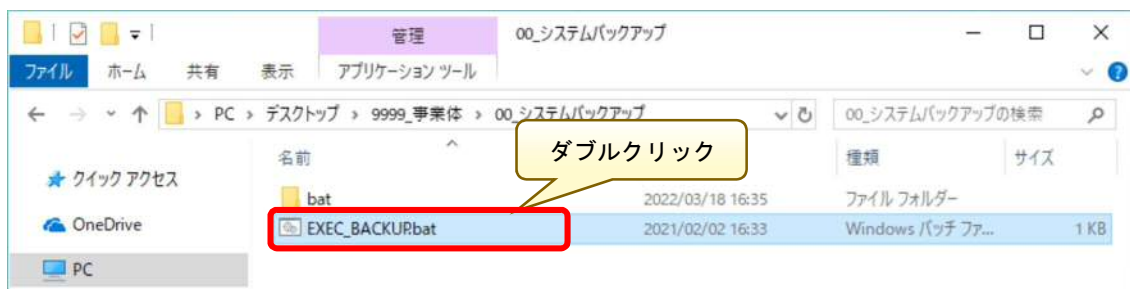 管理 00_システムバックアップ
ファイル ホーム 共有 表示 アプリケーション ツール
PC › デスクトップ › 9999_事業体 › 00_システムバックアップ 00_システムバックアップの検索
ダブルクリック
名前 種類 サイズ
クイック アクセス
bat 2022/03/18 16:35 ファイル フォルダー
OneDrive
EXEC_BACKUP.bat 2021/02/02 16:33 Windows バッチ ファ... 1 KB
PC